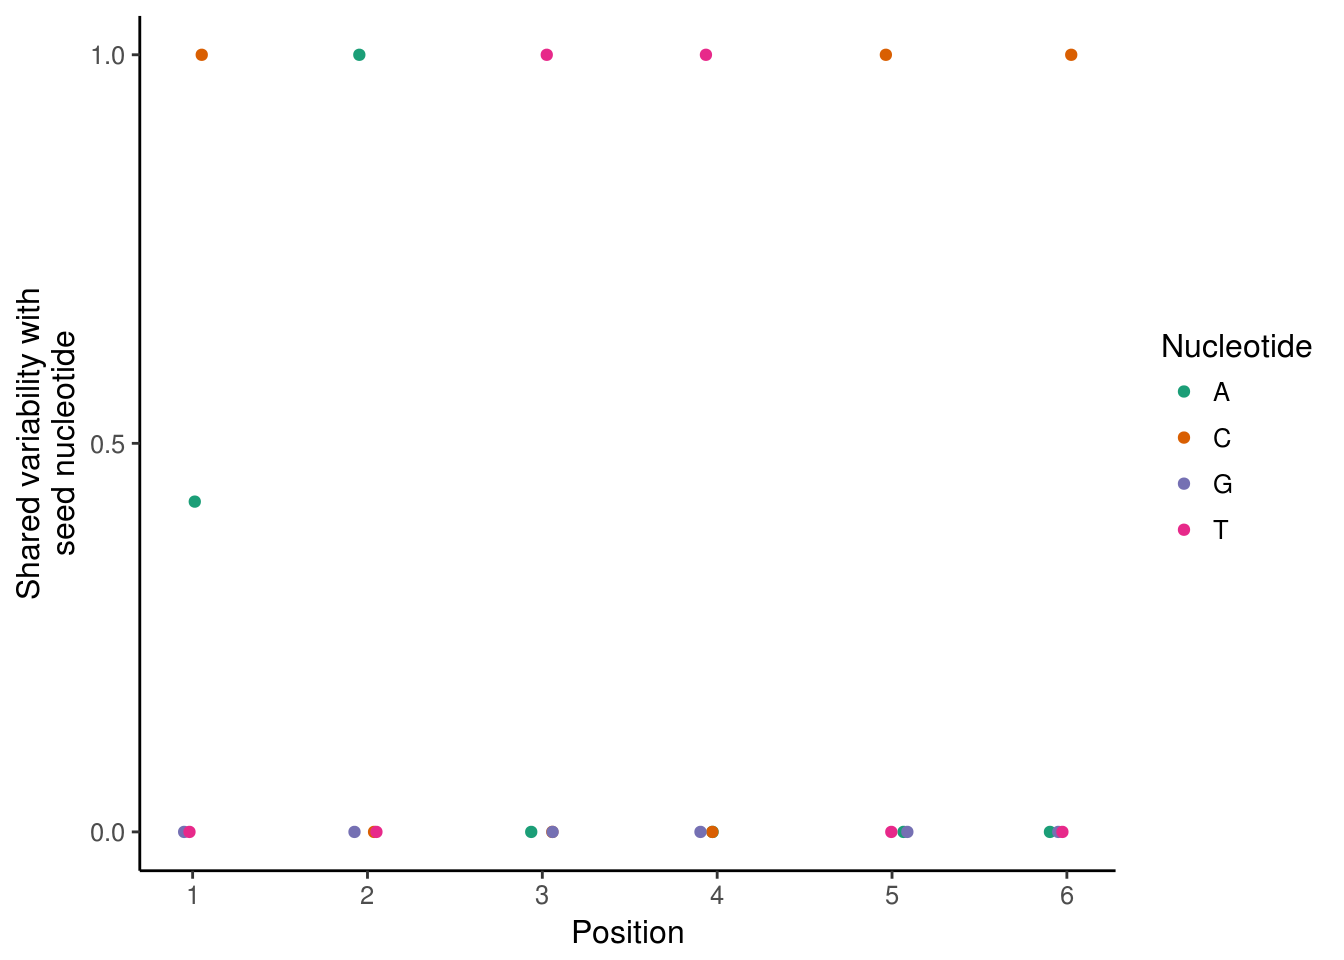 1.0
0.5
0.0
Shared variability with
seed nucleotide
1 2 3 4 5 6
Position
Nucleotide
A
C
G
T